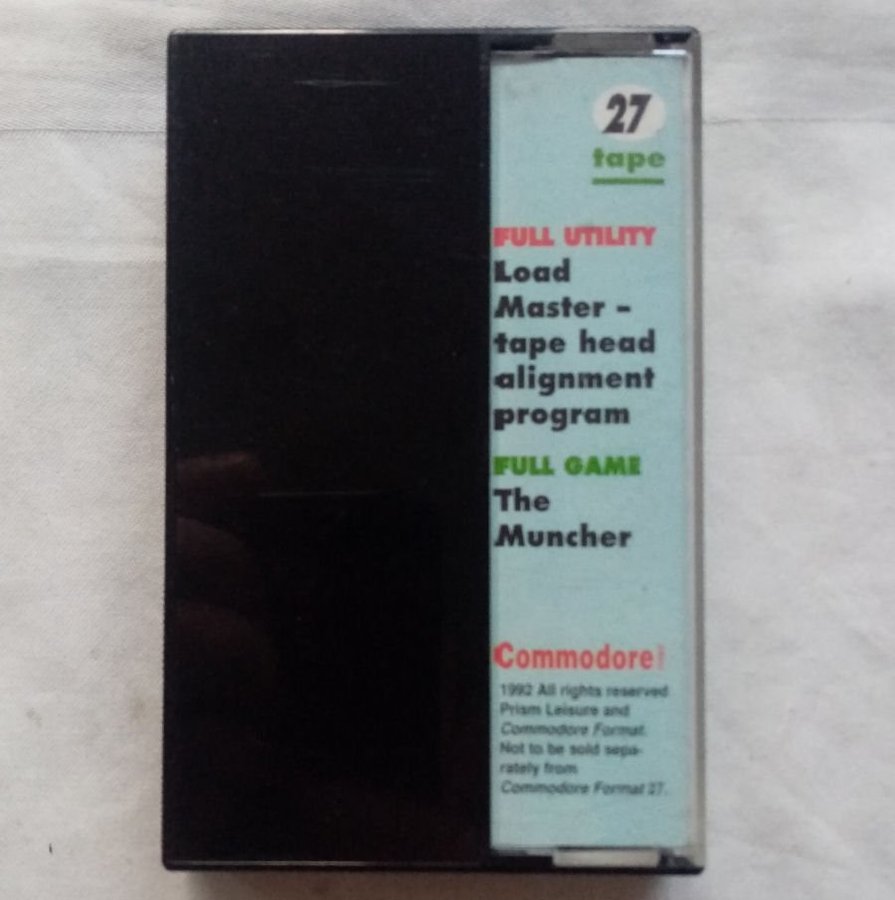 27
tape
FULL UTILITY
Load
Master –
tape head
alignment
program
FULL GAME
The
Muncher
Commodore
1992 All rights reserved
Prism Leisure and
Commodore Format.
Not to be sold sepa-
rately from
Commodore Format 27.